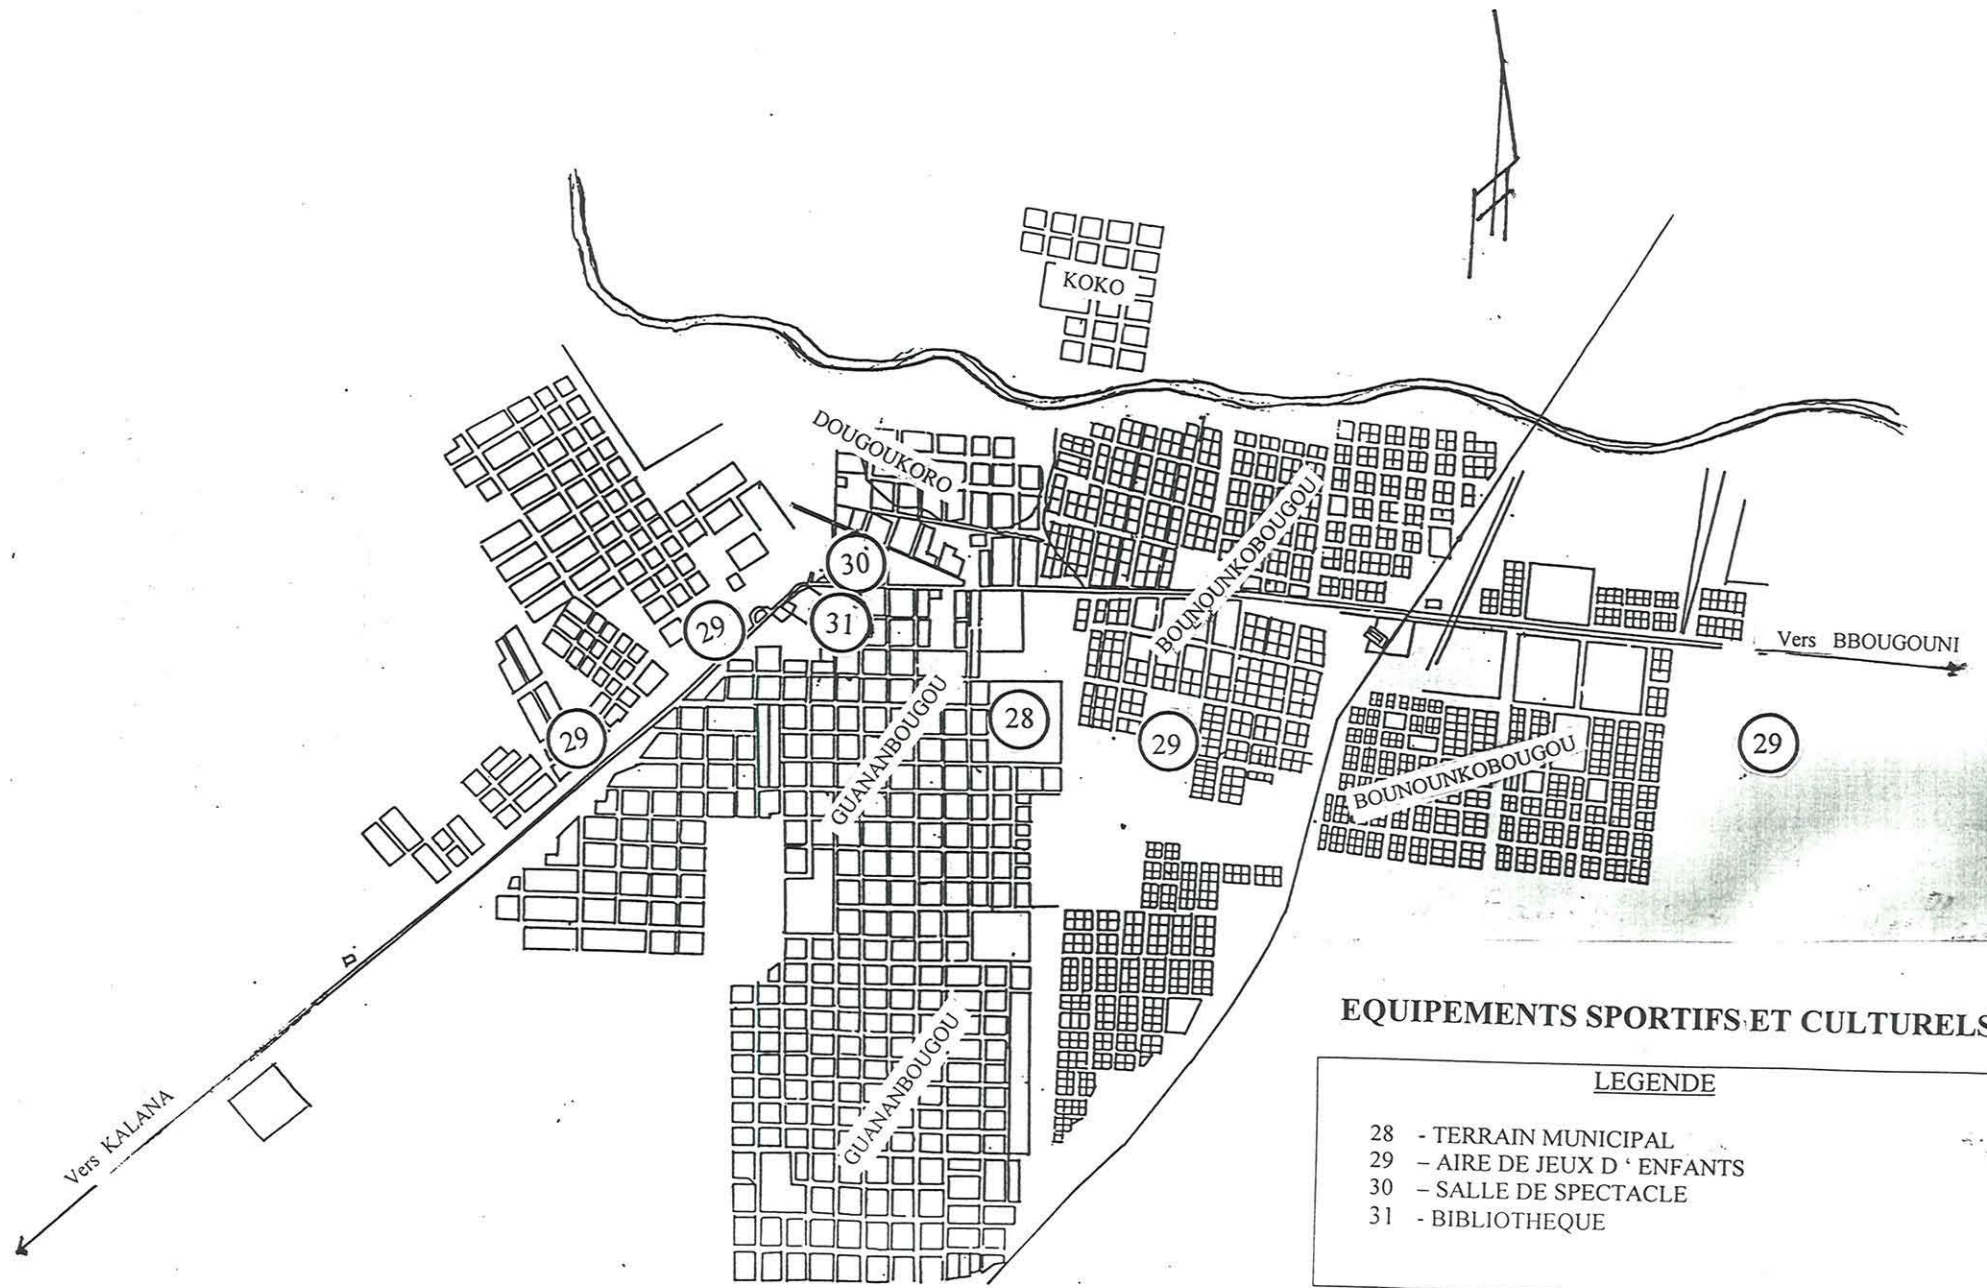 KOKO
DOUGOUKORO
30
BOUNOUNKOBOUGOU
29
31
Vers BBOUGOUNI
GUANANBOUGOU
28
29
29
29
BOUNOUNKOBOUGOU
GUANANBOUGOU
Vers KALANA
EQUIPEMENTS SPORTIFS ET CULTURELS
LEGENDE
28 - TERRAIN MUNICIPAL
29 – AIRE DE JEUX D ‘ ENFANTS
30 – SALLE DE SPECTACLE
31 - BIBLIOTHEQUE